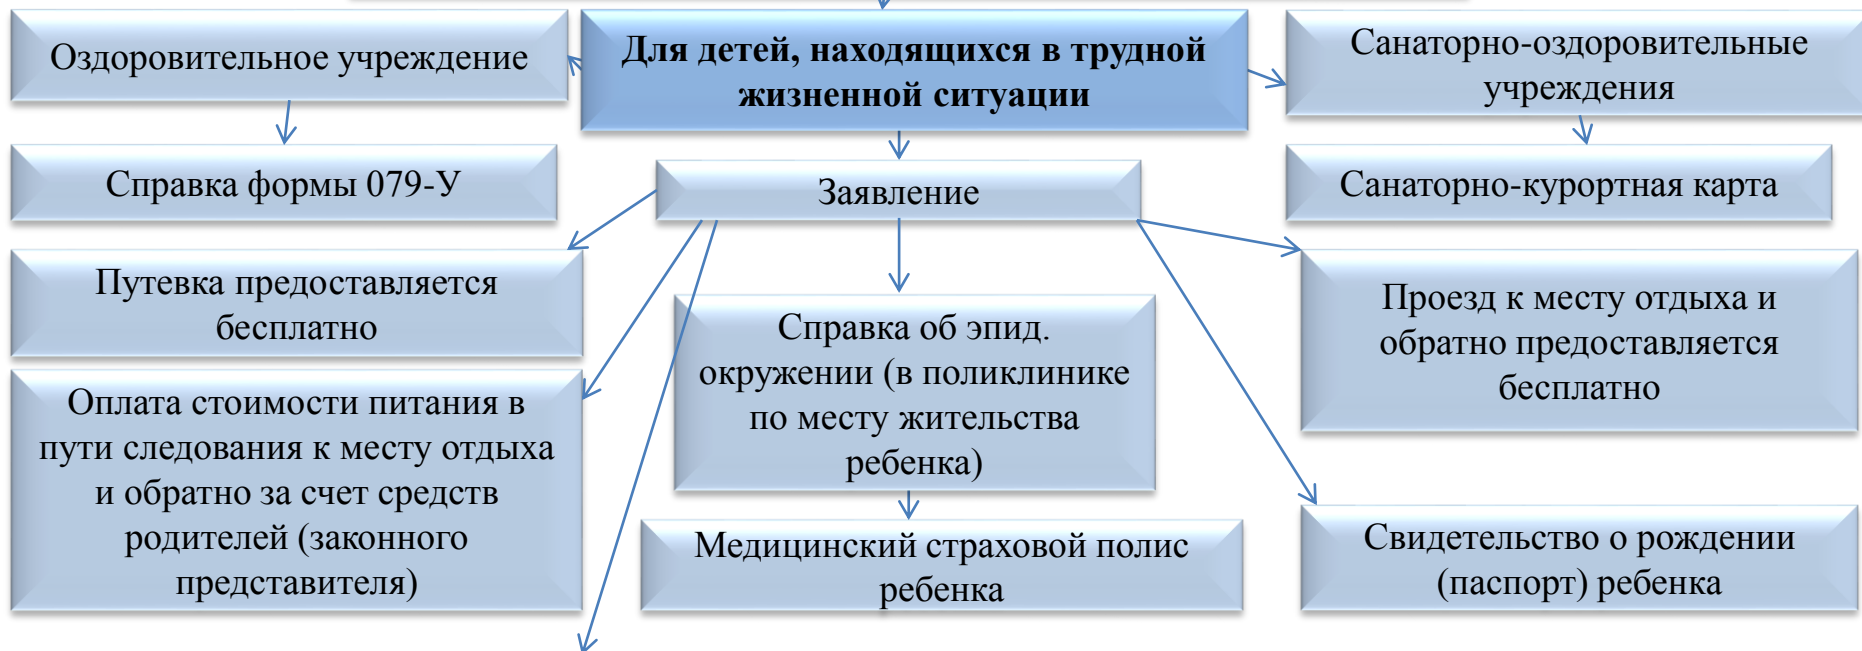 Оздоровительное учреждение
Для детей, находящихся в трудной
жизненной ситуации
Санаторно-оздоровительные
учреждения
Справка формы 079-У
Заявление
Санаторно-курортная карта
Путевка предоставляется
бесплатно
Справка об эпид.
окружении (в поликлинике
по месту жительства
ребенка)
Проезд к месту отдыха и
обратно предоставляется
бесплатно
Оплата стоимости питания в
пути следования к месту отдыха
и обратно за счет средств
родителей (законного
представителя)
Медицинский страховой полис
ребенка
Свидетельство о рождении
(паспорт) ребенка